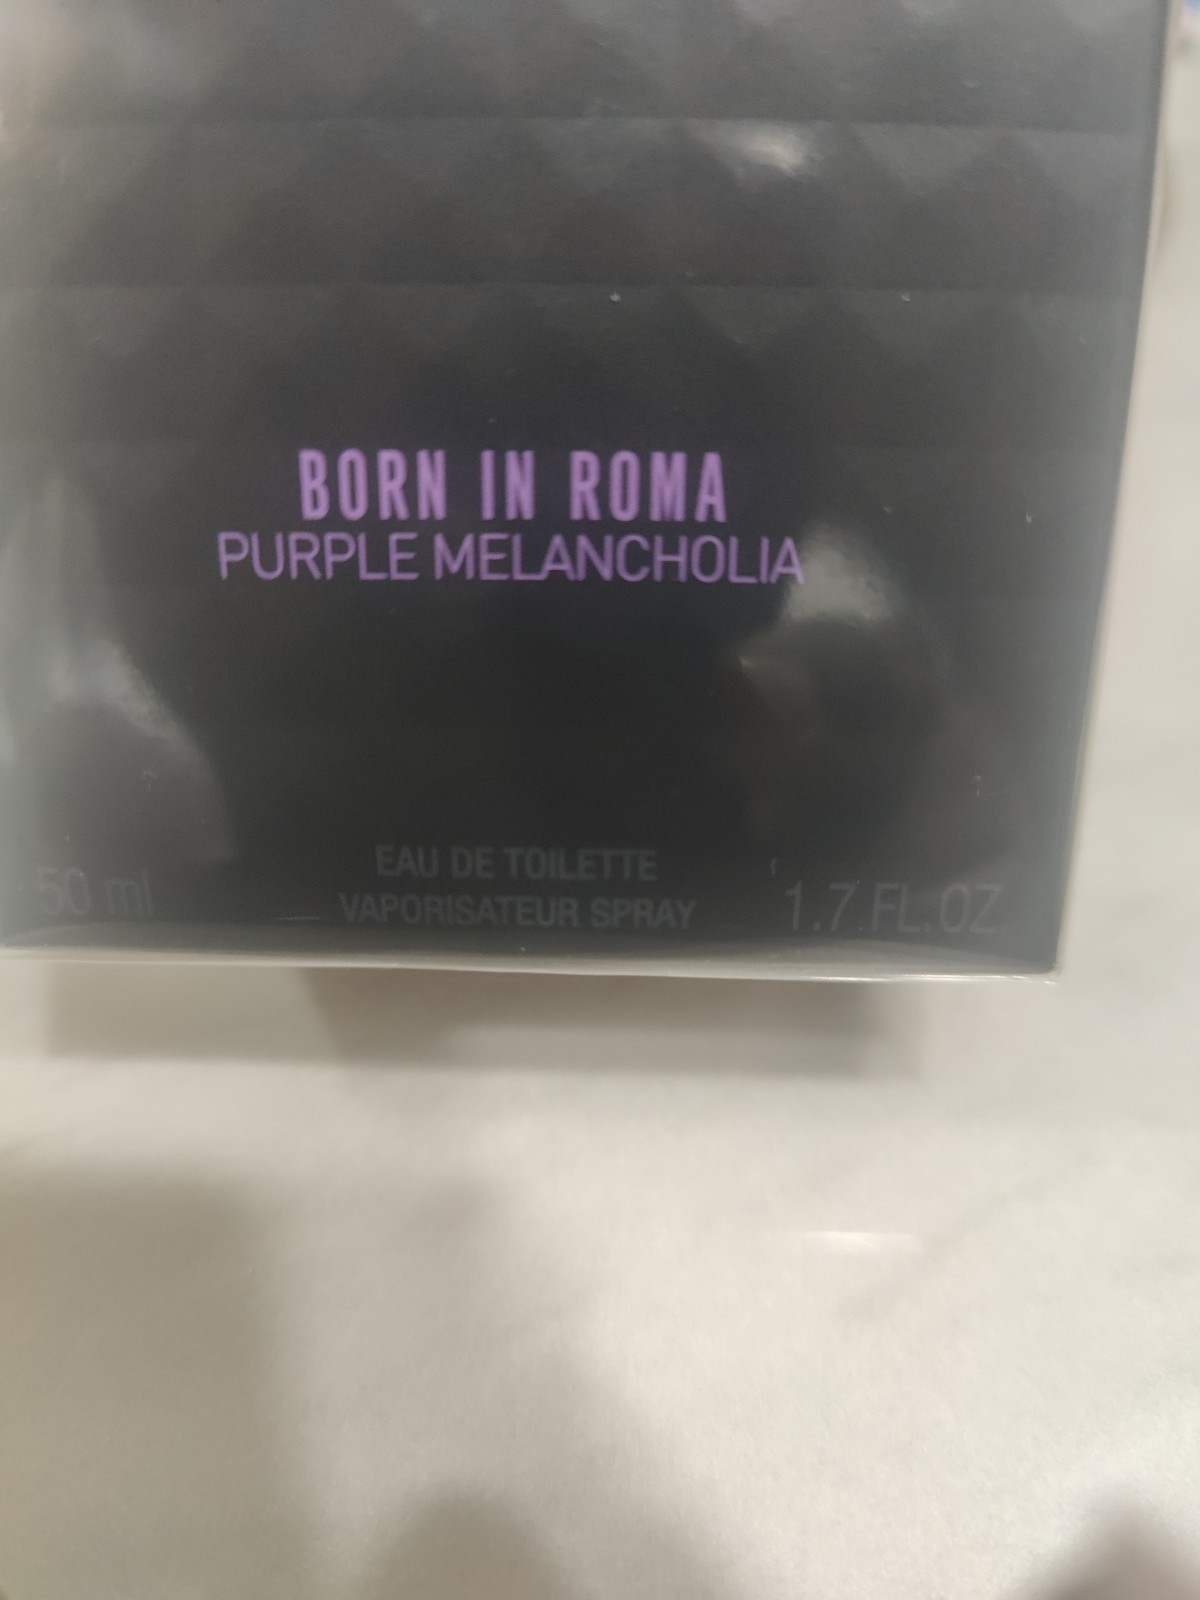 BORN IN ROMA
PURPLE MELANCHOLIA
EAU DE TOILETTE
50 ml VAPORISATEUR SPRAY 1.7 FL.OZ.